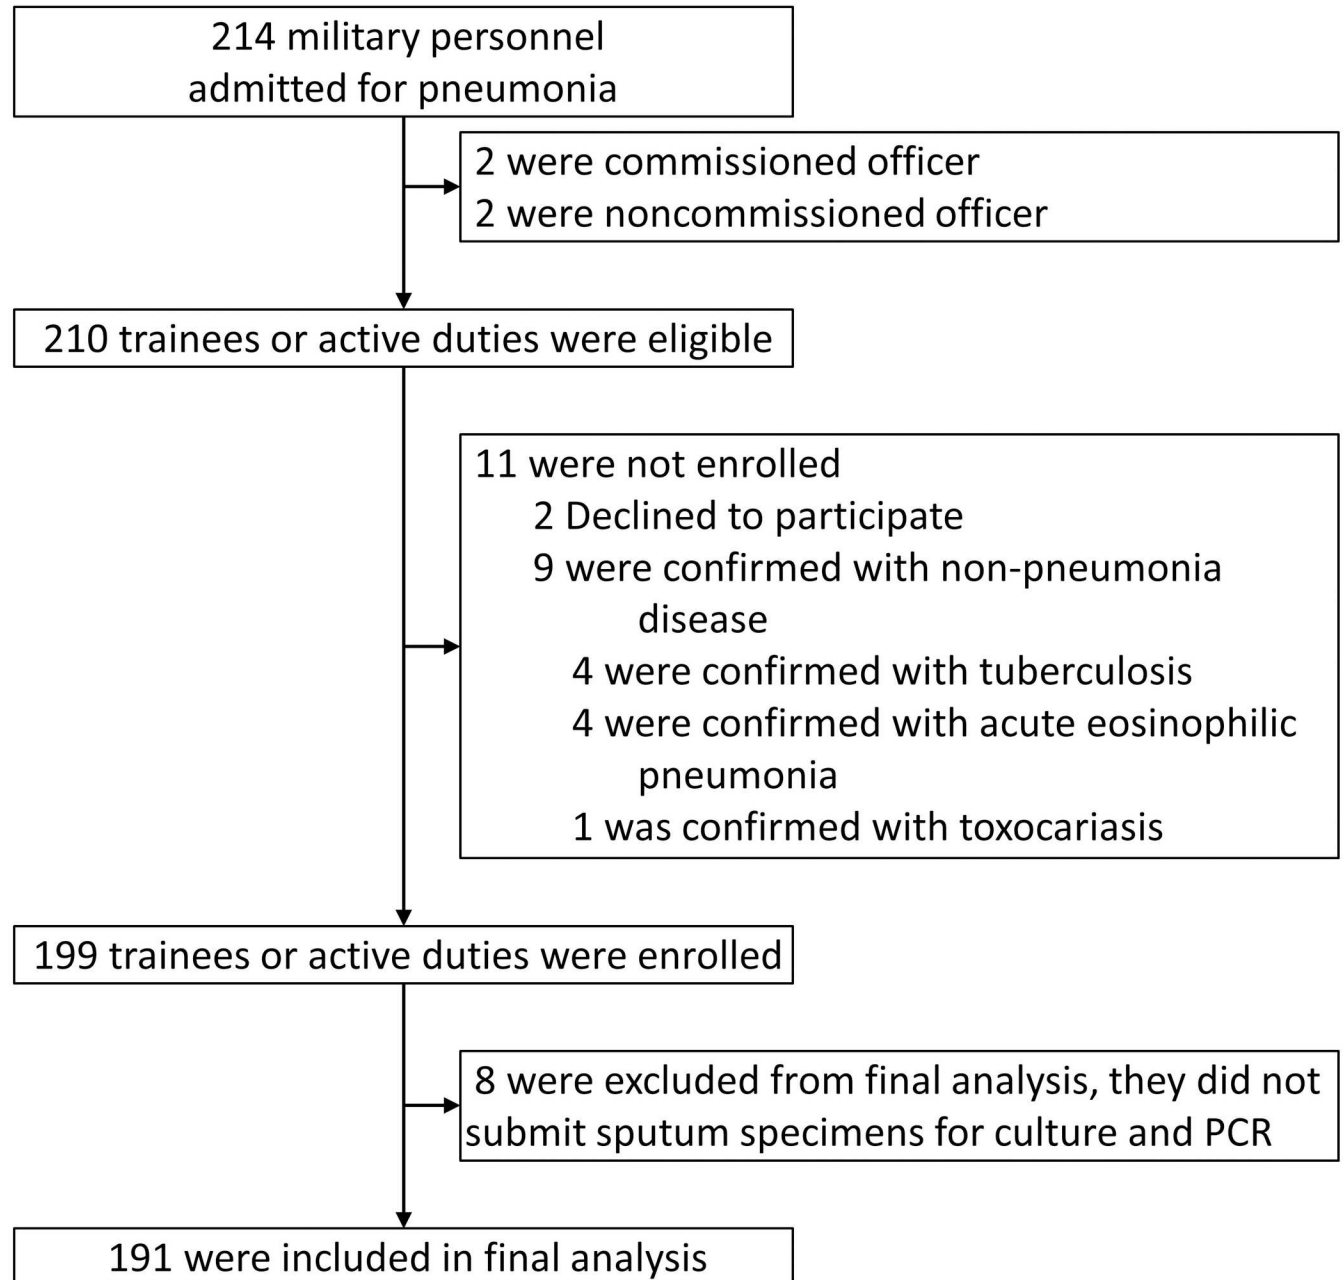 214 military personnel
admitted for pneumonia
2 were commissioned officer
2 were noncommissioned officer
210 trainees or active duties were eligible
11 were not enrolled
2 Declined to participate
9 were confirmed with non-pneumonia
disease
4 were confirmed with tuberculosis
4 were confirmed with acute eosinophilic
pneumonia
1 was confirmed with toxocariasis
199 trainees or active duties were enrolled
8 were excluded from final analysis, they did not
submit sputum specimens for culture and PCR
191 were included in final analysis